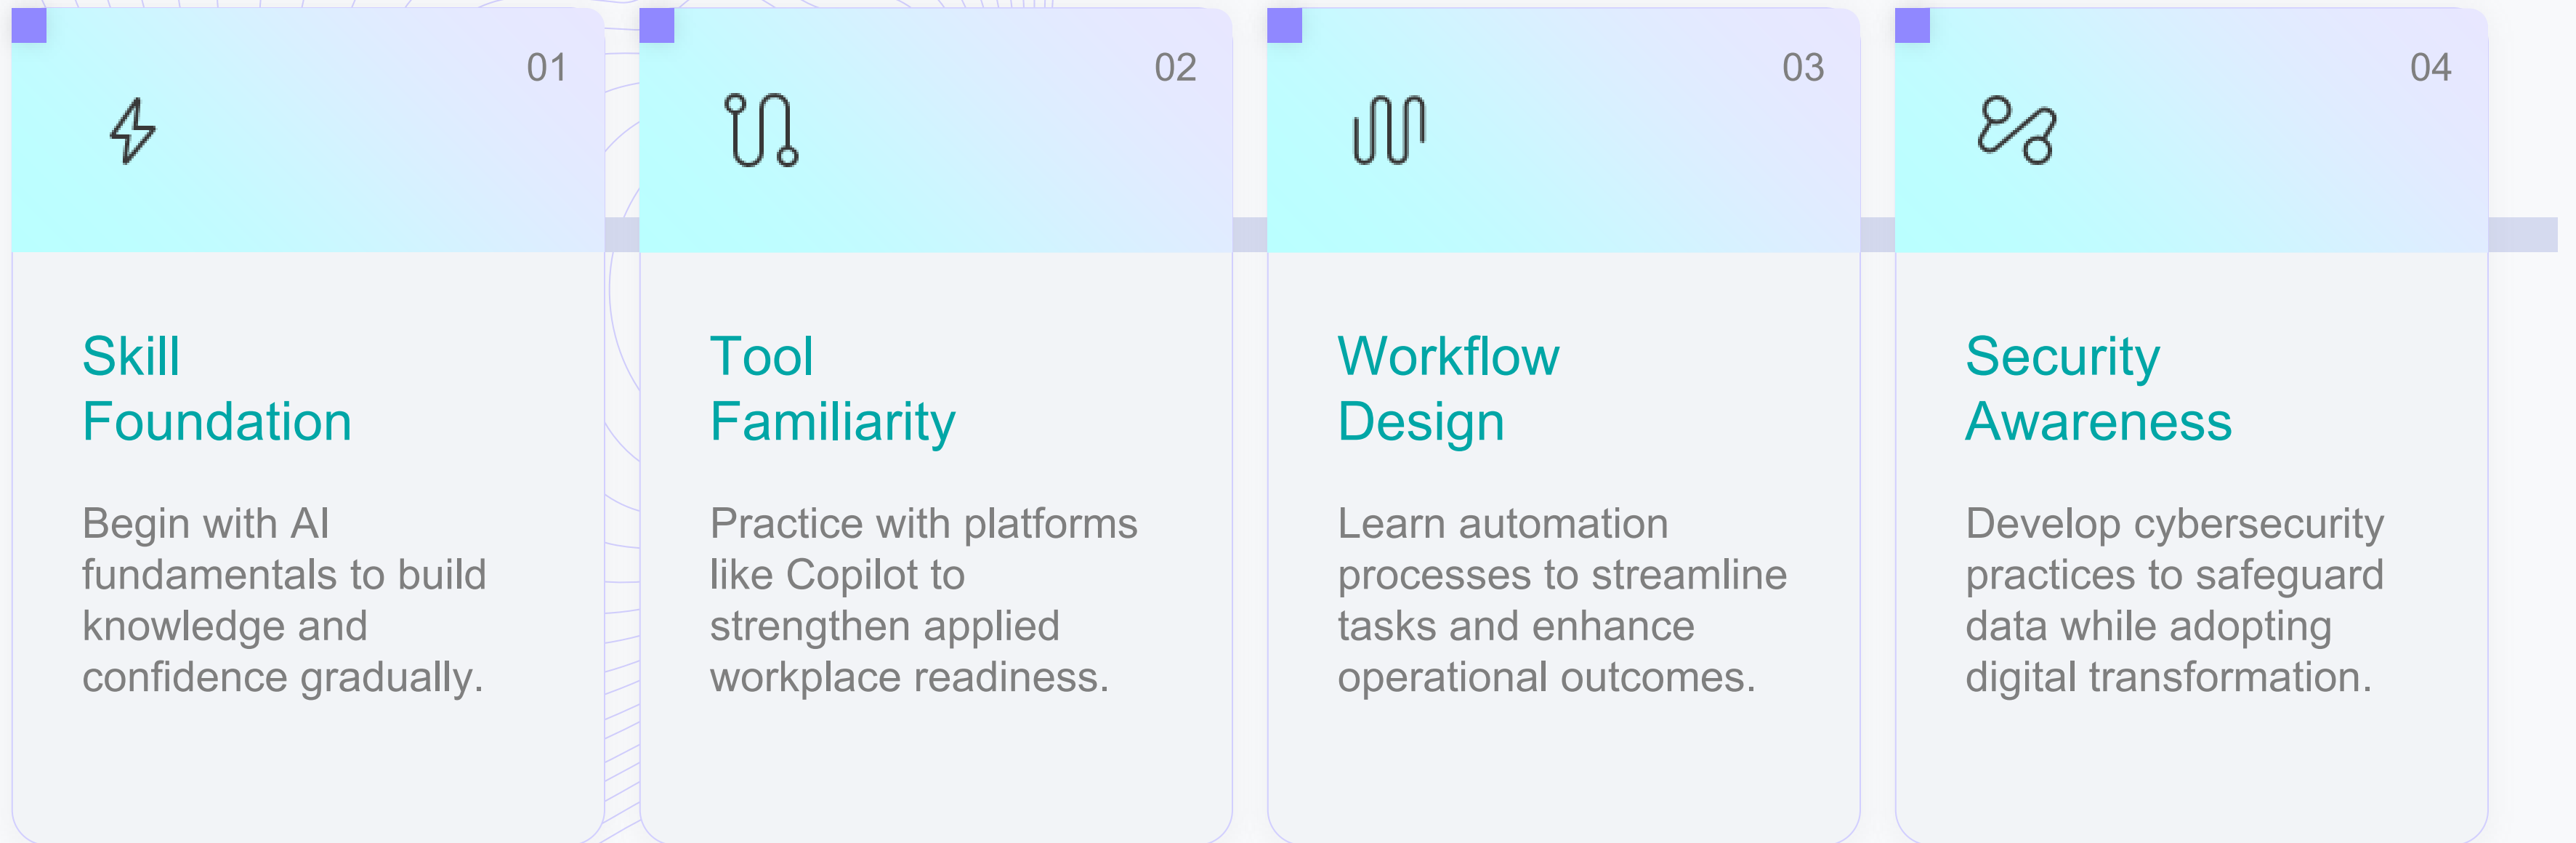 01
Skill
Foundation
Begin with AI
fundamentals to build
knowledge and
confidence gradually.
02
Tool
Familiarity
Practice with platforms
like Copilot to
strengthen applied
workplace readiness.
03
Workflow
Design
Learn automation
processes to streamline
tasks and enhance
operational outcomes.
04
Security
Awareness
Develop cybersecurity
practices to safeguard
data while adopting
digital transformation.